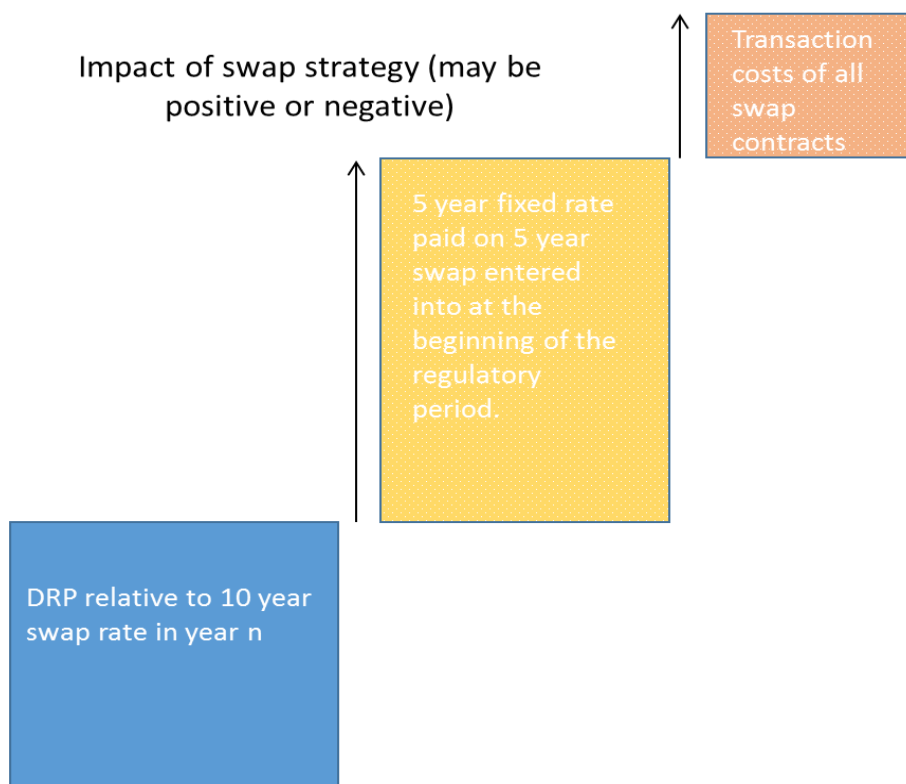 Impact of swap strategy (may be
positive or negative)
Transaction
costs of all
swap
contracts
5 year fixed rate
paid on 5 year
swap entered
into at the
beginning of the
regulatory
period.
DRP relative to 10 year
swap rate in year n